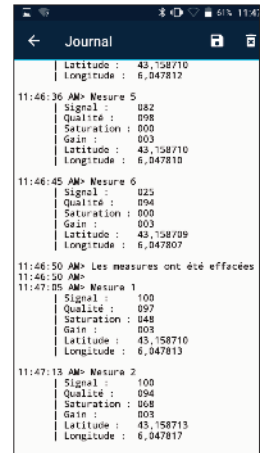 61% 11:47
Journal
| Latitude : 43,158710
| Longitude : 6,047812
11:46:36 AM> Mesure 5
| Signal : 082
| Qualité : 098
| Saturation : 000
| Gain : 003
| Latitude : 43,158710
| Longitude : 6,047810
11:46:45 AM> Mesure 6
| Signal : 025
| Qualité : 094
| Saturation : 000
| Gain : 003
| Latitude : 43,158709
| Longitude : 6,047807
11:46:50 AM> Les measures ont été effacées
11:46:50 AM>
11:47:05 AM> Mesure 1
| Signal : 100
| Qualité : 097
| Saturation : 048
| Gain : 003
| Latitude : 43,158710
| Longitude : 6,047813
11:47:13 AM> Mesure 2
| Signal : 100
| Qualité : 094
| Saturation : 068
| Gain : 003
| Latitude : 43,158713
| Longitude : 6,047817